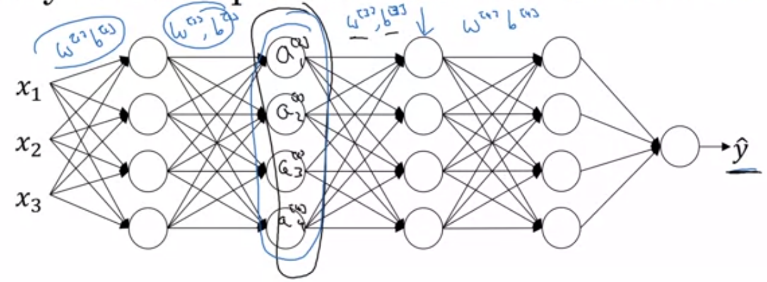 w^[1] b^[1]
w^[2], b^[2]
w^[3], b^[3]
w^[4] b^[4]
x₁
x₂
x₃
a₁^[2]
a₂^[2]
a₃^[2]
a₄^[2]
ŷ